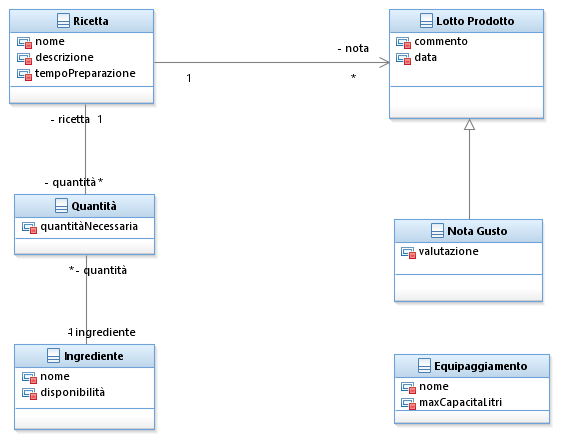 Ricetta
nome
descrizione
tempoPreparazione
Lotto Prodotto
commento
data
- nota
1
*
- ricetta 1
- quantità*
Quantità
quantitàNecessaria
Nota Gusto
valutazione
*- quantità
- ingrediente
Ingrediente
nome
disponibilità
Equipaggiamento
nome
maxCapacitaLitri